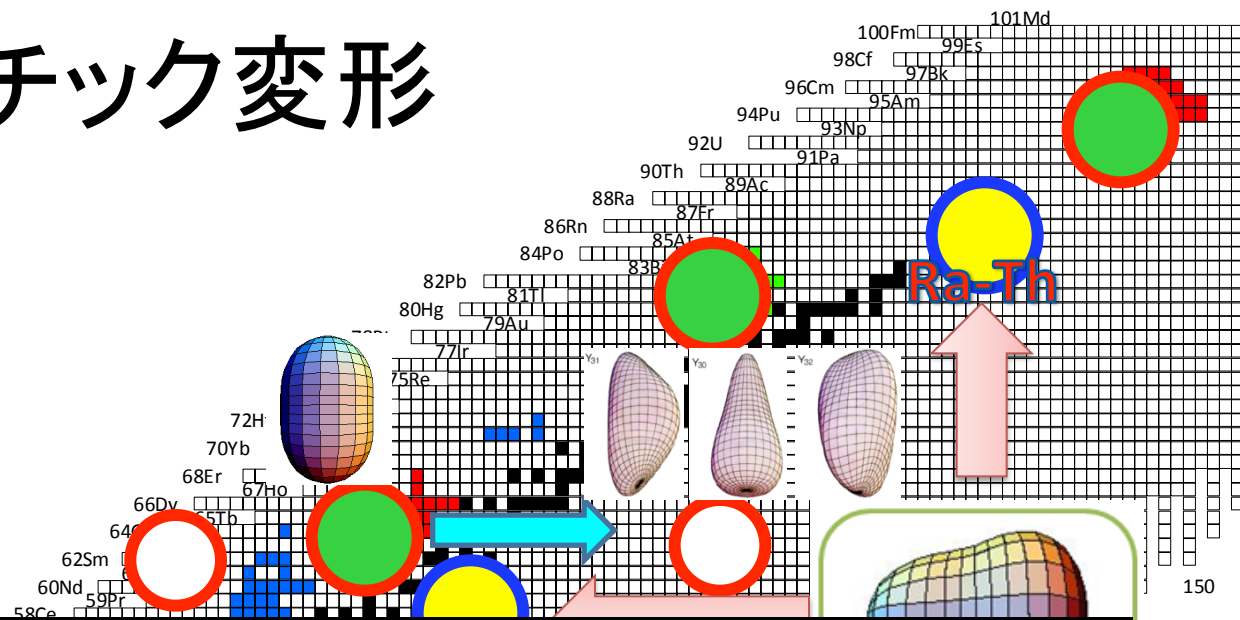 チック変形
101Md
100Fm
99Es
98Cf
97Bk
96Cm
95Am
94Pu
93Np
92U
91Pa
90Th
89Ac
88Ra
87Fr
86Rn
85At
84Po
82Pb
81Tl
80Hg
79Au
77Ir
75Re
70Yb
68Er
67Ho
66Dy
62Sm
60Nd
59Pr
58Ce
Ra-Th
Y31
Y30
Y32
150